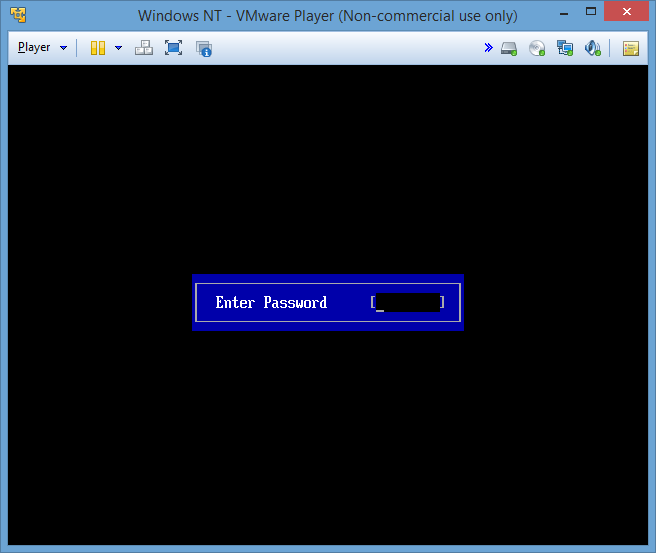 Windows NT - VMware Player (Non-commercial use only)
Player
Enter Password [ ]